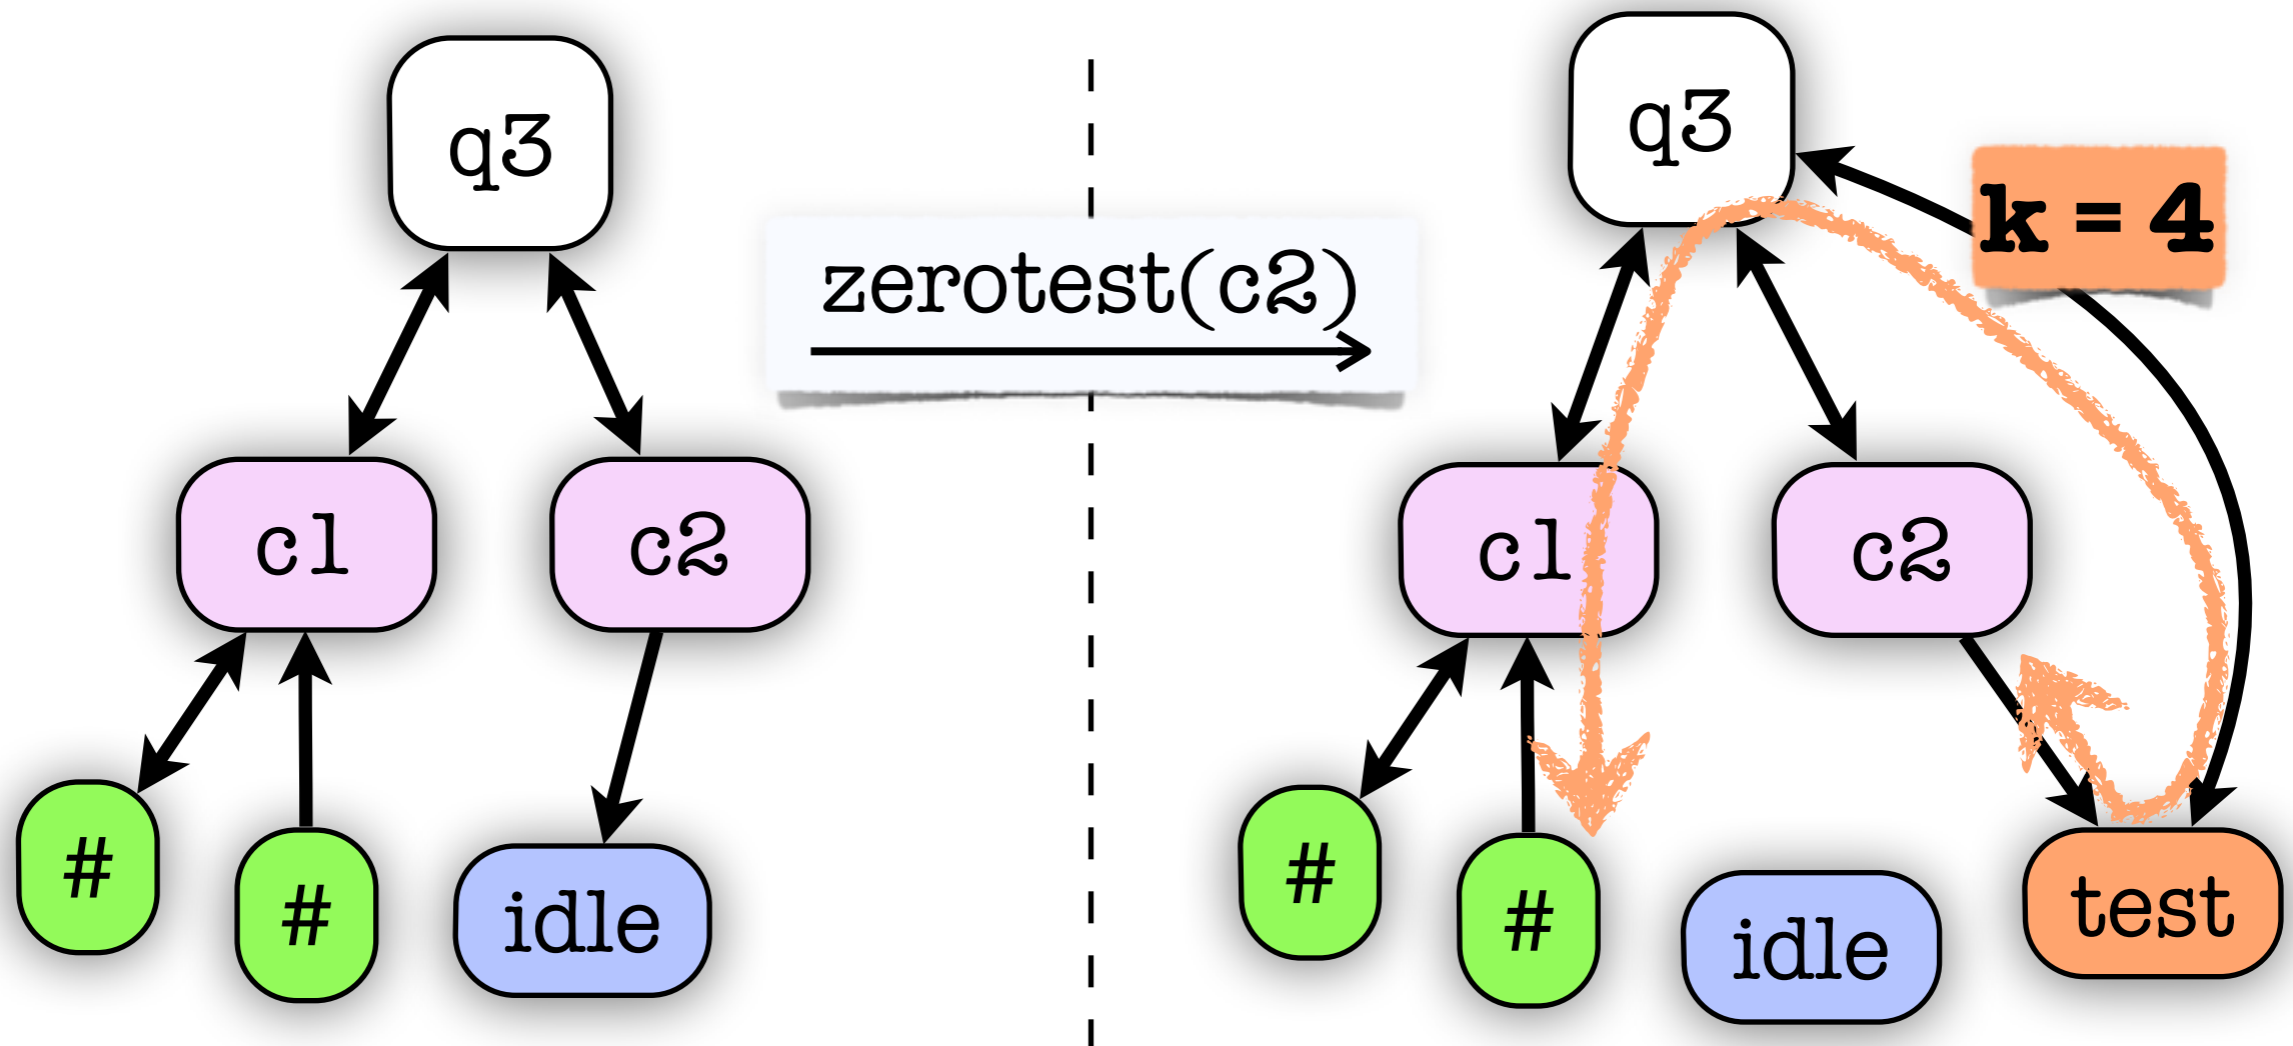 q3
c1
c2
#
#
idle
zerotest(c2)
q3
k = 4
c1
c2
#
#
idle
test